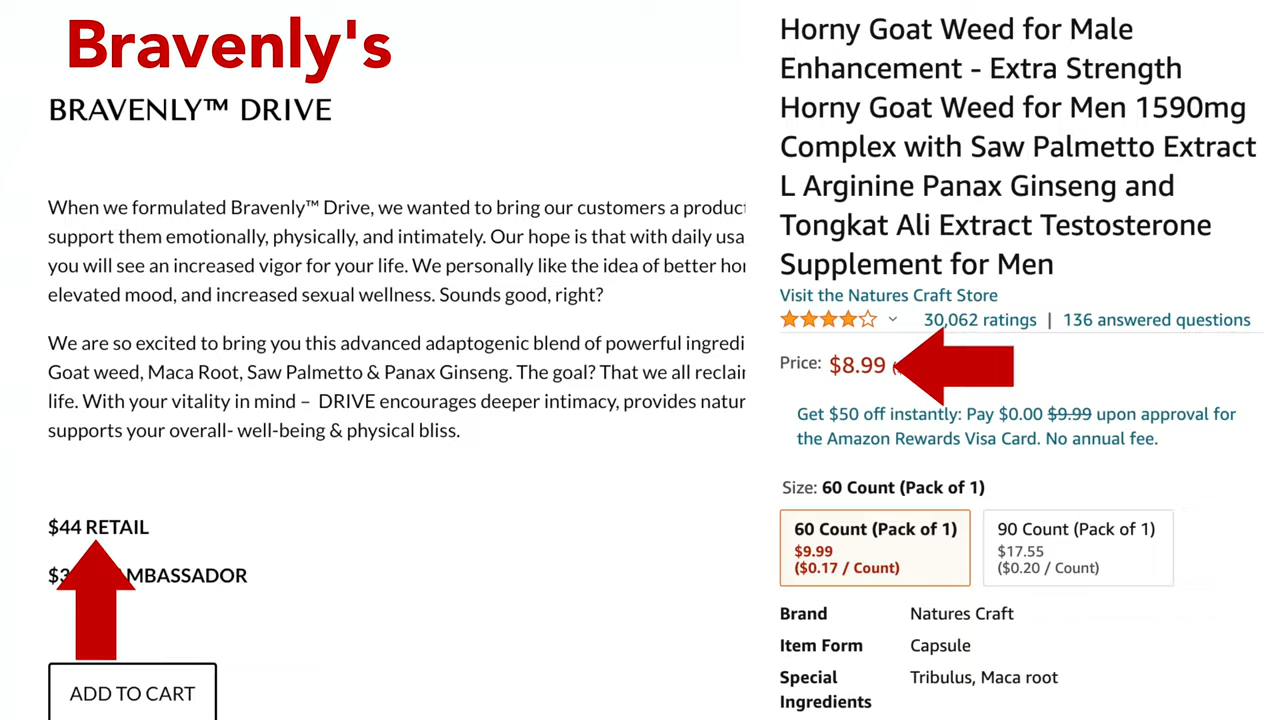 Bravenly's
BRAVENLY™ DRIVE
When we formulated Bravenly™ Drive, we wanted to bring our customers a product
support them emotionally, physically, and intimately. Our hope is that with daily usa
you will see an increased vigor for your life. We personally like the idea of better hor
elevated mood, and increased sexual wellness. Sounds good, right?
We are so excited to bring you this advanced adaptogenic blend of powerful ingredi
Goat weed, Maca Root, Saw Palmetto & Panax Ginseng. The goal? That we all reclair
life. With your vitality in mind – DRIVE encourages deeper intimacy, provides natur
supports your overall- well-being & physical bliss.
$44 RETAIL
$3 MBASSADOR
ADD TO CART
Horny Goat Weed for Male
Enhancement - Extra Strength
Horny Goat Weed for Men 1590mg
Complex with Saw Palmetto Extract
L Arginine Panax Ginseng and
Tongkat Ali Extract Testosterone
Supplement for Men
Visit the Natures Craft Store
30,062 ratings | 136 answered questions
Price: $8.99 (
Get $50 off instantly: Pay $0.00 $9.99 upon approval for
the Amazon Rewards Visa Card. No annual fee.
Size: 60 Count (Pack of 1)
60 Count (Pack of 1) 90 Count (Pack of 1)
$9.99 $17.55
($0.17 / Count) ($0.20 / Count)
Brand Natures Craft
Item Form Capsule
Special Tribulus, Maca root
Ingredients